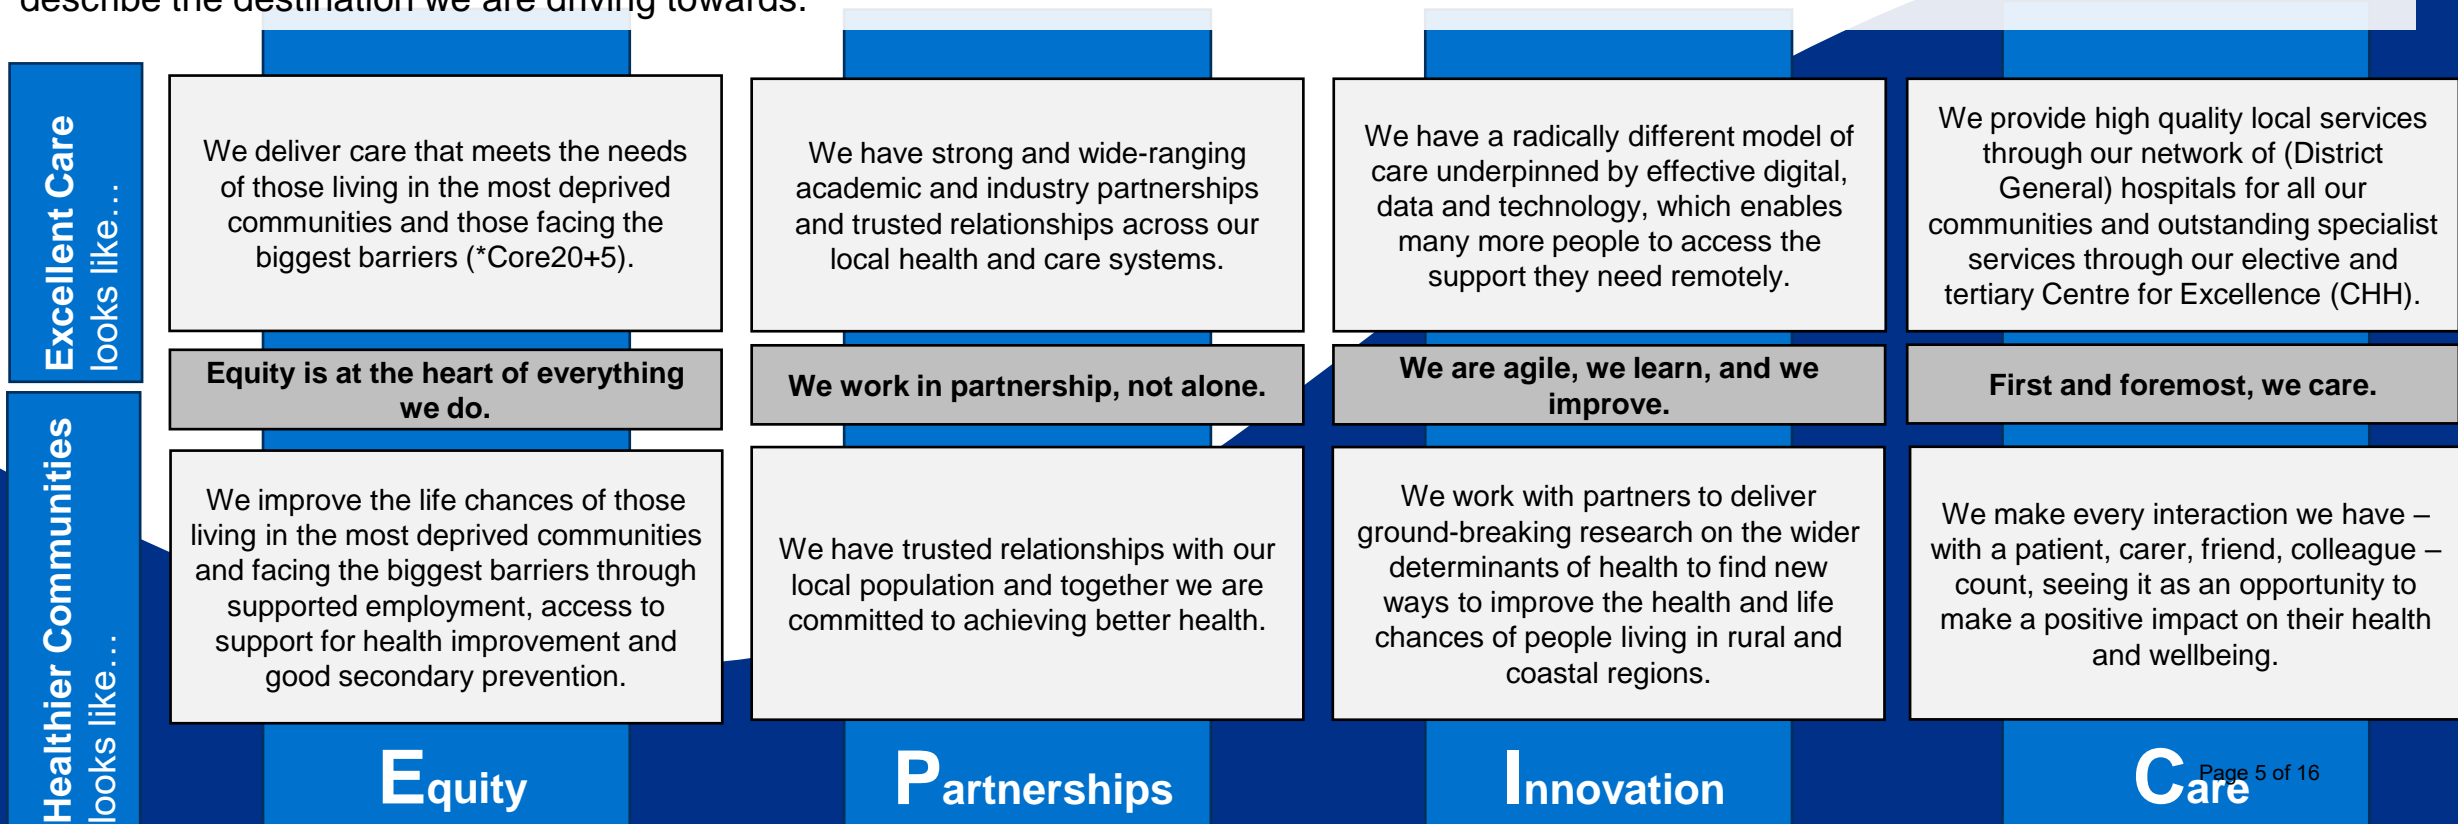 describe the destination we are driving towards.
Excellent Care
looks like…
We deliver care that meets the needs
of those living in the most deprived
communities and those facing the
biggest barriers (*Core20+5).
We have strong and wide-ranging
academic and industry partnerships
and trusted relationships across our
local health and care systems.
We have a radically different model of
care underpinned by effective digital,
data and technology, which enables
many more people to access the
support they need remotely.
We provide high quality local services
through our network of (District
General) hospitals for all our
communities and outstanding specialist
services through our elective and
tertiary Centre for Excellence (CHH).
Equity is at the heart of everything
we do.
We work in partnership, not alone.
We are agile, we learn, and we
improve.
First and foremost, we care.
Healthier Communities
looks like…
We improve the life chances of those
living in the most deprived communities
and facing the biggest barriers through
supported employment, access to
support for health improvement and
good secondary prevention.
We have trusted relationships with our
local population and together we are
committed to achieving better health.
We work with partners to deliver
ground-breaking research on the wider
determinants of health to find new
ways to improve the health and life
chances of people living in rural and
coastal regions.
We make every interaction we have –
with a patient, carer, friend, colleague –
count, seeing it as an opportunity to
make a positive impact on their health
and wellbeing.
Equity
Partnerships
Innovation
Care
Page 5 of 16